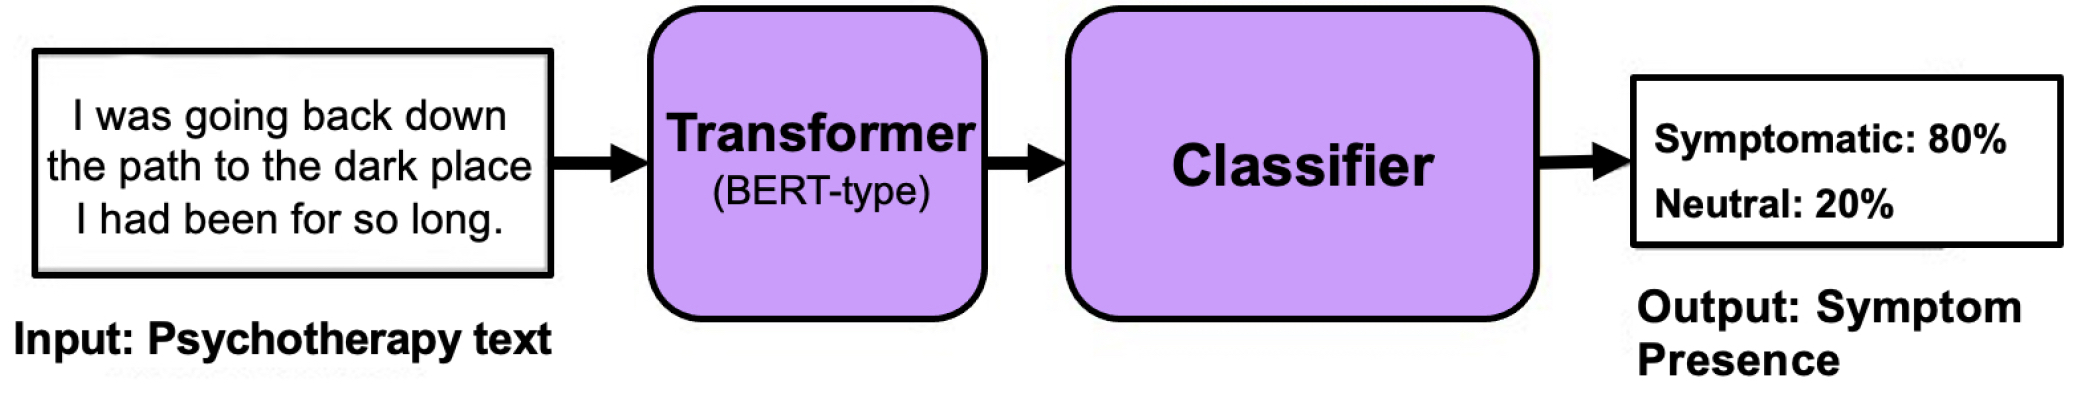 I was going back down
the path to the dark place
I had been for so long.
Input: Psychotherapy text
Transformer
(BERT-type)
Classifier
Symptomatic: 80%
Neutral: 20%
Output: Symptom
Presence